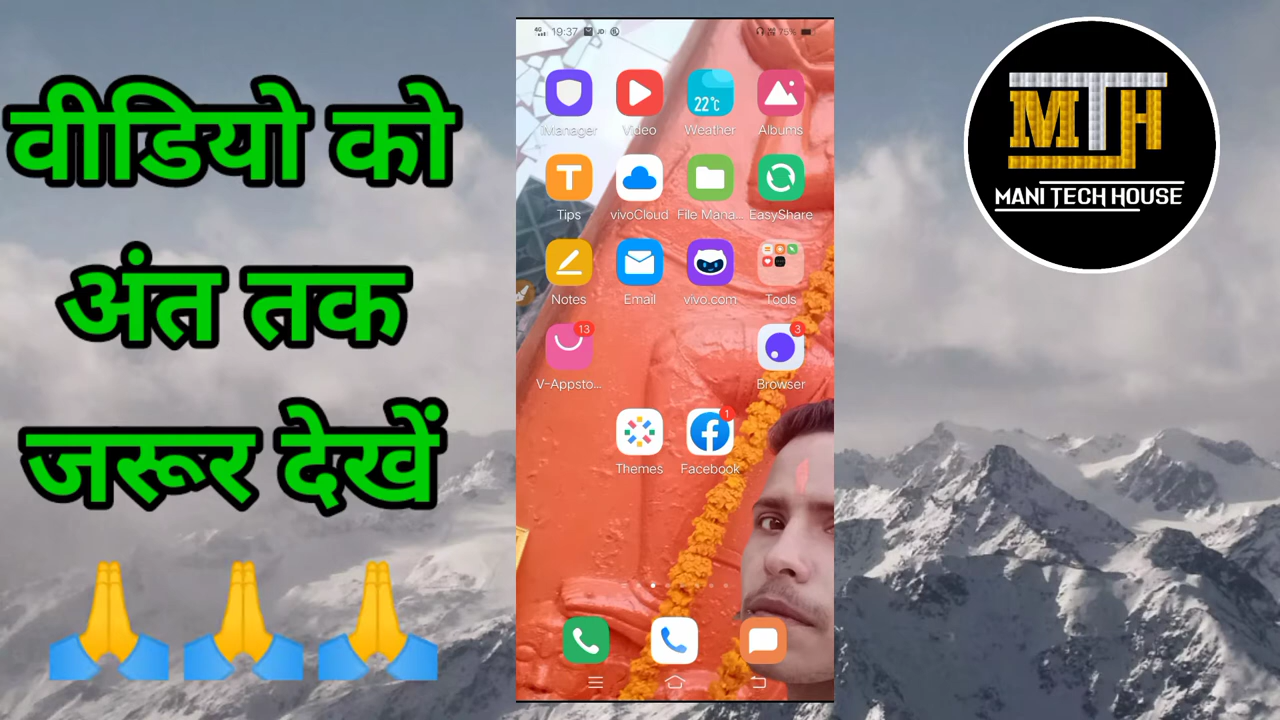 वीडियो को
अंत तक
जरूर देखें
19:37
75%
iManager Video Weather Albums
22°c
Tips vivoCloud File Mana... EasyShare
Notes Email vivo.com Tools
13
3
V-Appsto... Browser
1
Themes Facebook
MTH
MANI TECH HOUSE